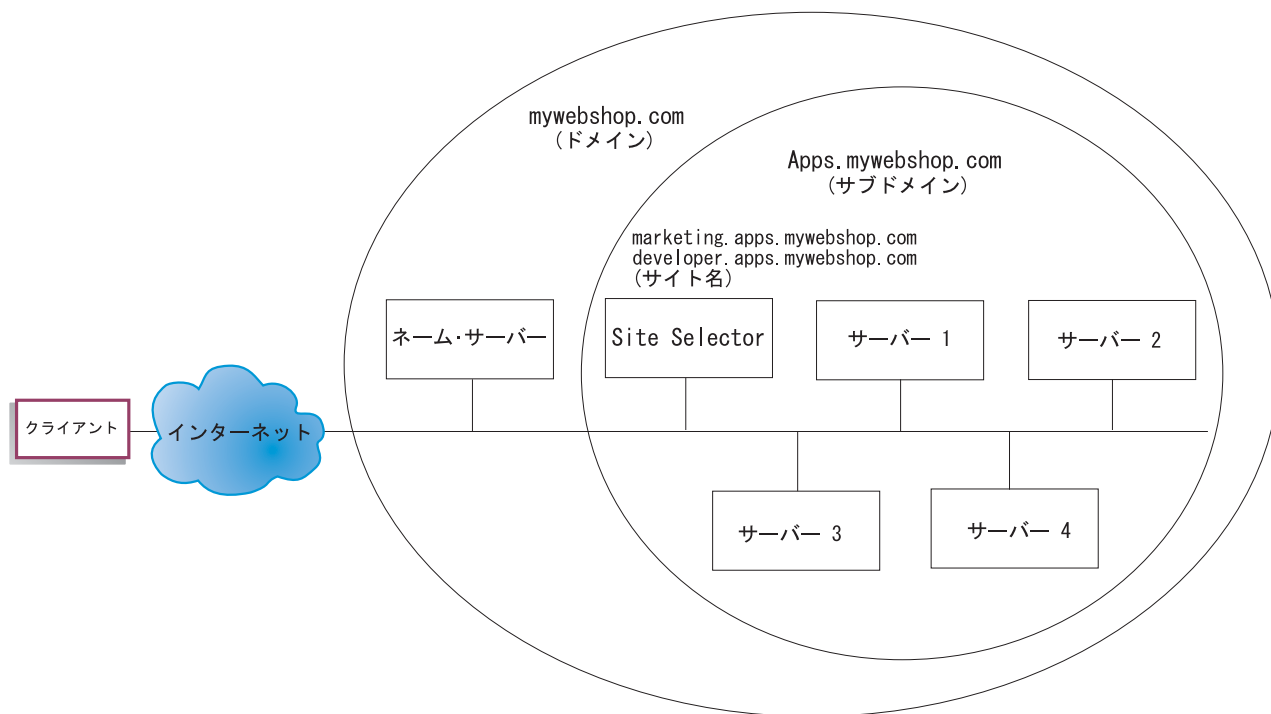 mywebshop.com
(ドメイン)
Apps.mywebshop.com
(サブドメイン)
marketing.apps.mywebshop.com
developer.apps.mywebshop.com
(サイト名)
ネーム・サーバー
Site Selector
サーバー 1
サーバー 2
クライアント
インターネット
サーバー 3
サーバー 4